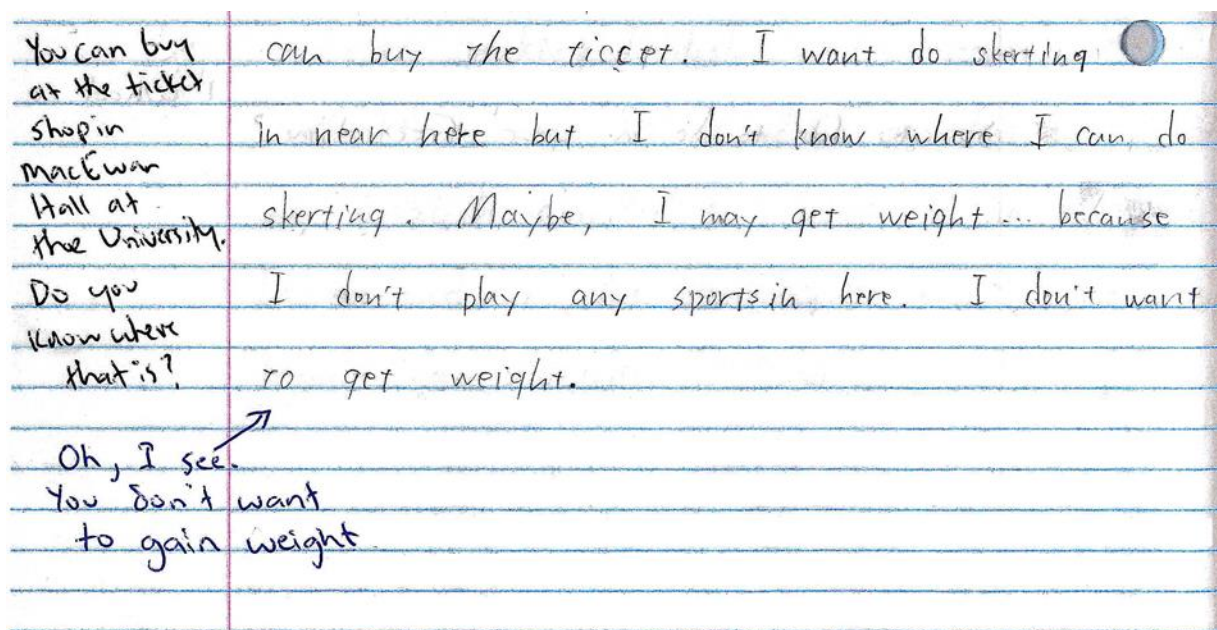 can buy the ticcet. I want do skerting
in near here but I don't know where I can do
skerting. Maybe, I may get weight... because
I don't play any sports in here. I don't want
to get weight.
You can buy
at the ticket
shop in
MacEwan
Hall at
the University.
Do you
know where
that is?
Oh, I see.
You don't want
to gain weight